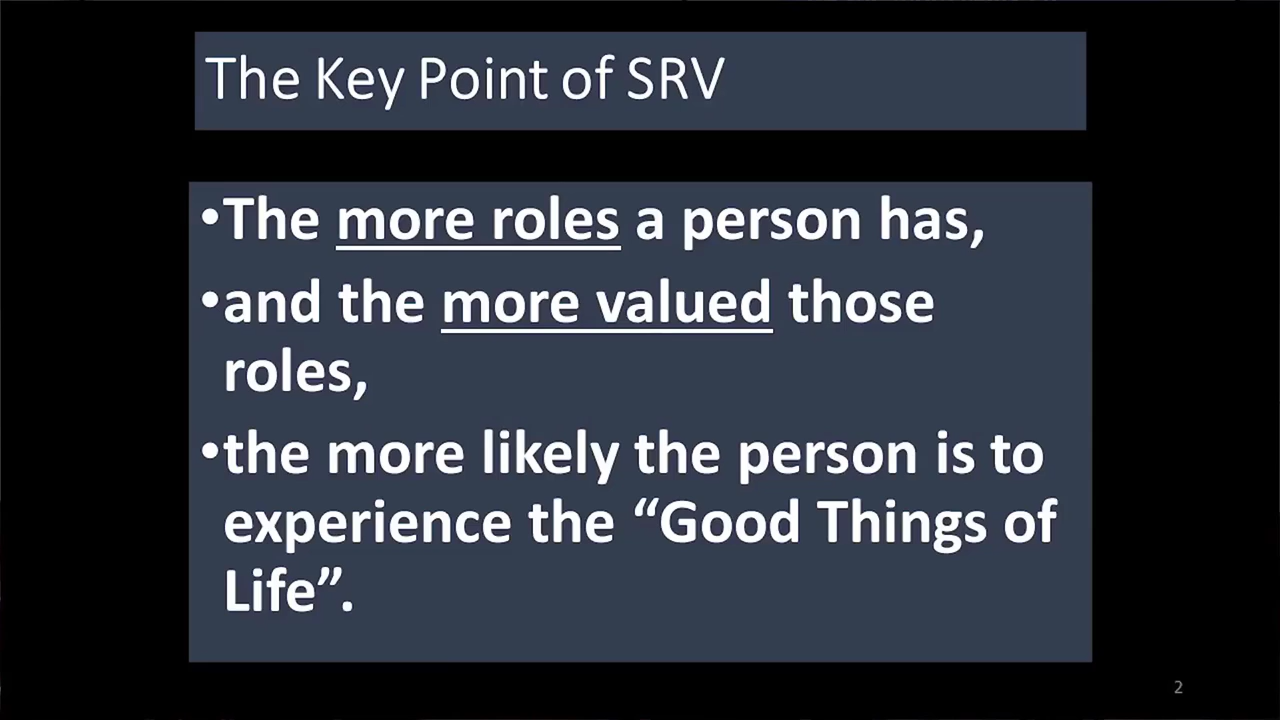 The Key Point of SRV
•The more roles a person has,
•and the more valued those
roles,
•the more likely the person is to
experience the “Good Things of
Life”.
2